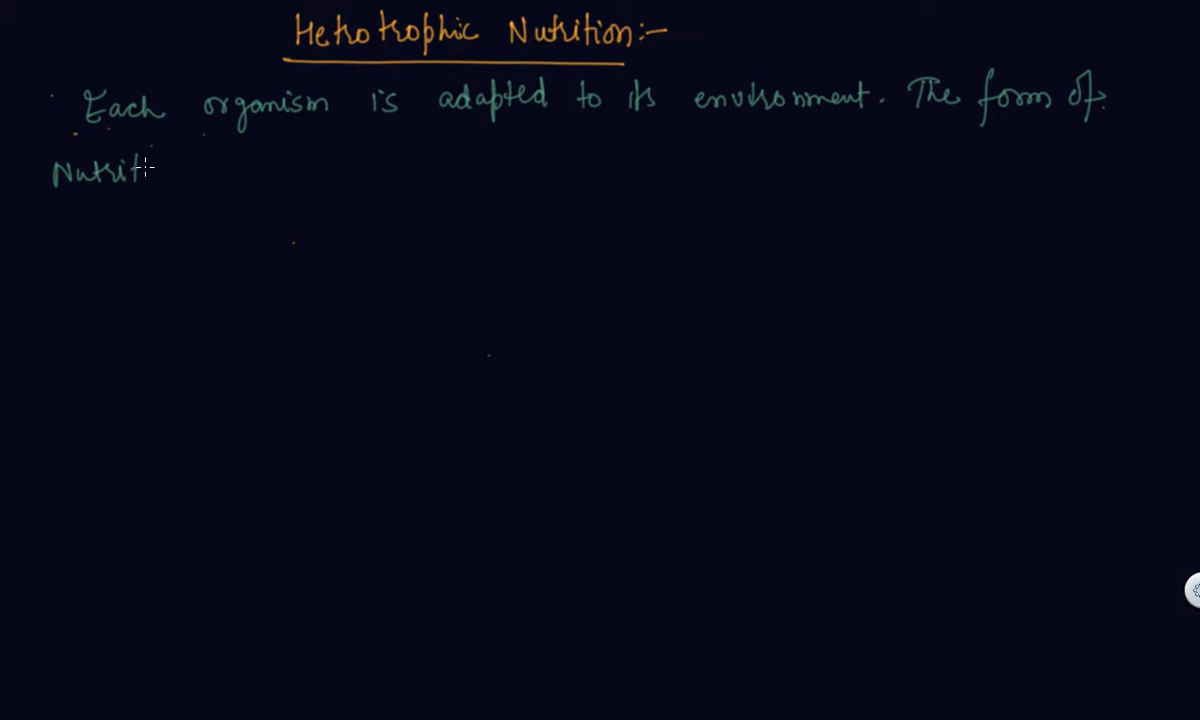 Hetrotrophic Nutrition:-
Each organism is adapted to its environment. The form of
Nutrit